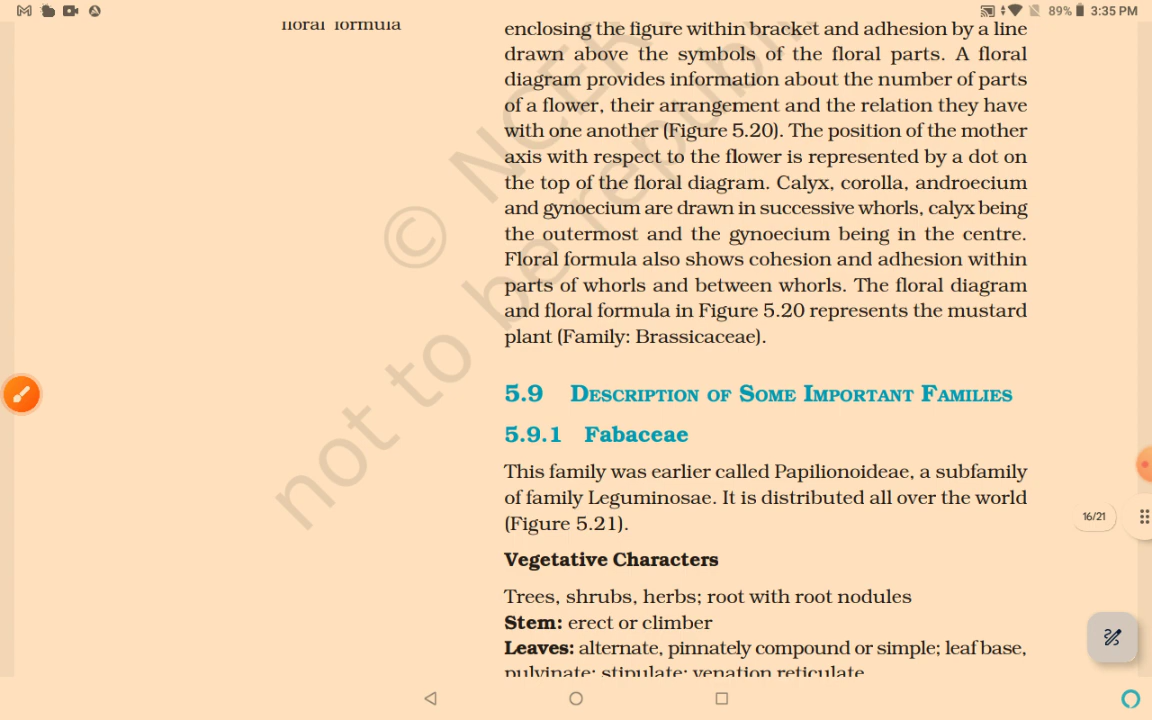 89% 3:35 PM
floral formula
enclosing the figure within bracket and adhesion by a line
drawn above the symbols of the floral parts. A floral
diagram provides information about the number of parts
of a flower, their arrangement and the relation they have
with one another (Figure 5.20). The position of the mother
axis with respect to the flower is represented by a dot on
the top of the floral diagram. Calyx, corolla, androecium
and gynoecium are drawn in successive whorls, calyx being
the outermost and the gynoecium being in the centre.
Floral formula also shows cohesion and adhesion within
parts of whorls and between whorls. The floral diagram
and floral formula in Figure 5.20 represents the mustard
plant (Family: Brassicaceae).
5.9 Description of Some Important Families
5.9.1 Fabaceae
This family was earlier called Papilionoideae, a subfamily
of family Leguminosae. It is distributed all over the world
(Figure 5.21).
16/21
Vegetative Characters
Trees, shrubs, herbs; root with root nodules
Stem: erect or climber
Leaves: alternate, pinnately compound or simple; leaf base,
pulvinate; stipulate; venation reticulate
© NCER
not to be republi